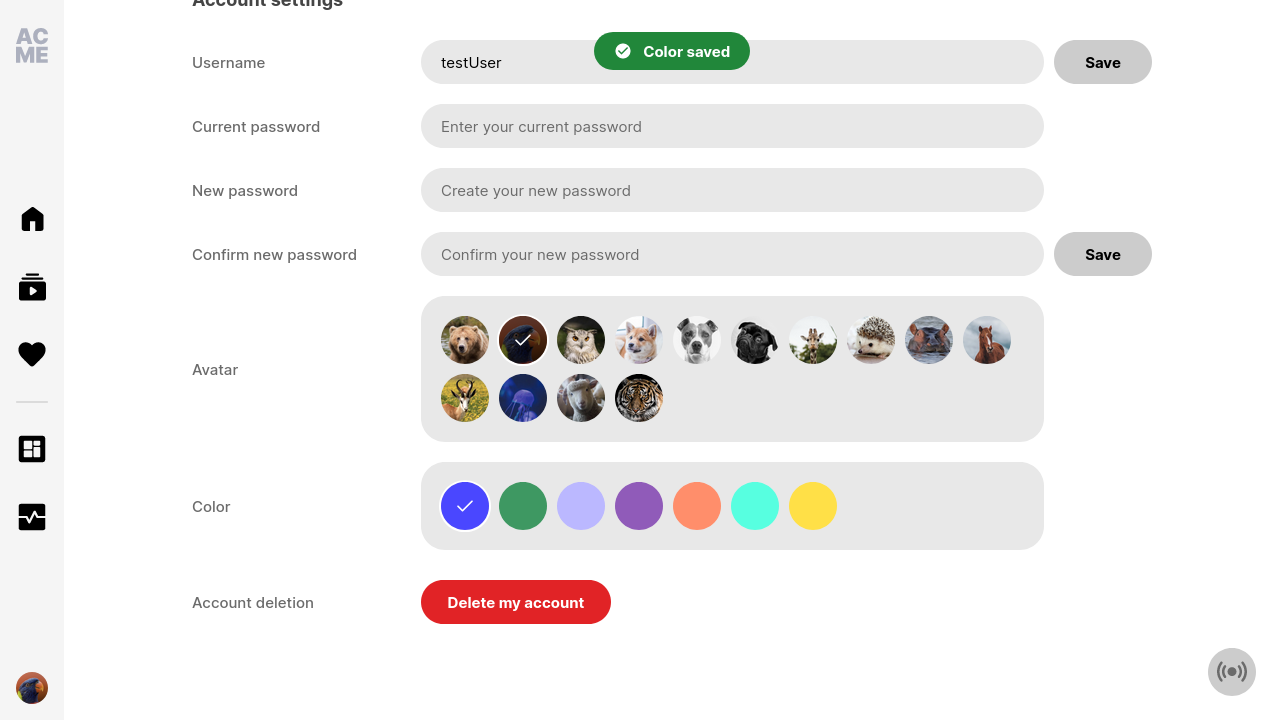 Account settings
AC
ME
Color saved
Username
testUser
Save
Current password
Enter your current password
New password
Create your new password
Confirm new password
Confirm your new password
Save
Avatar
Color
Account deletion
Delete my account